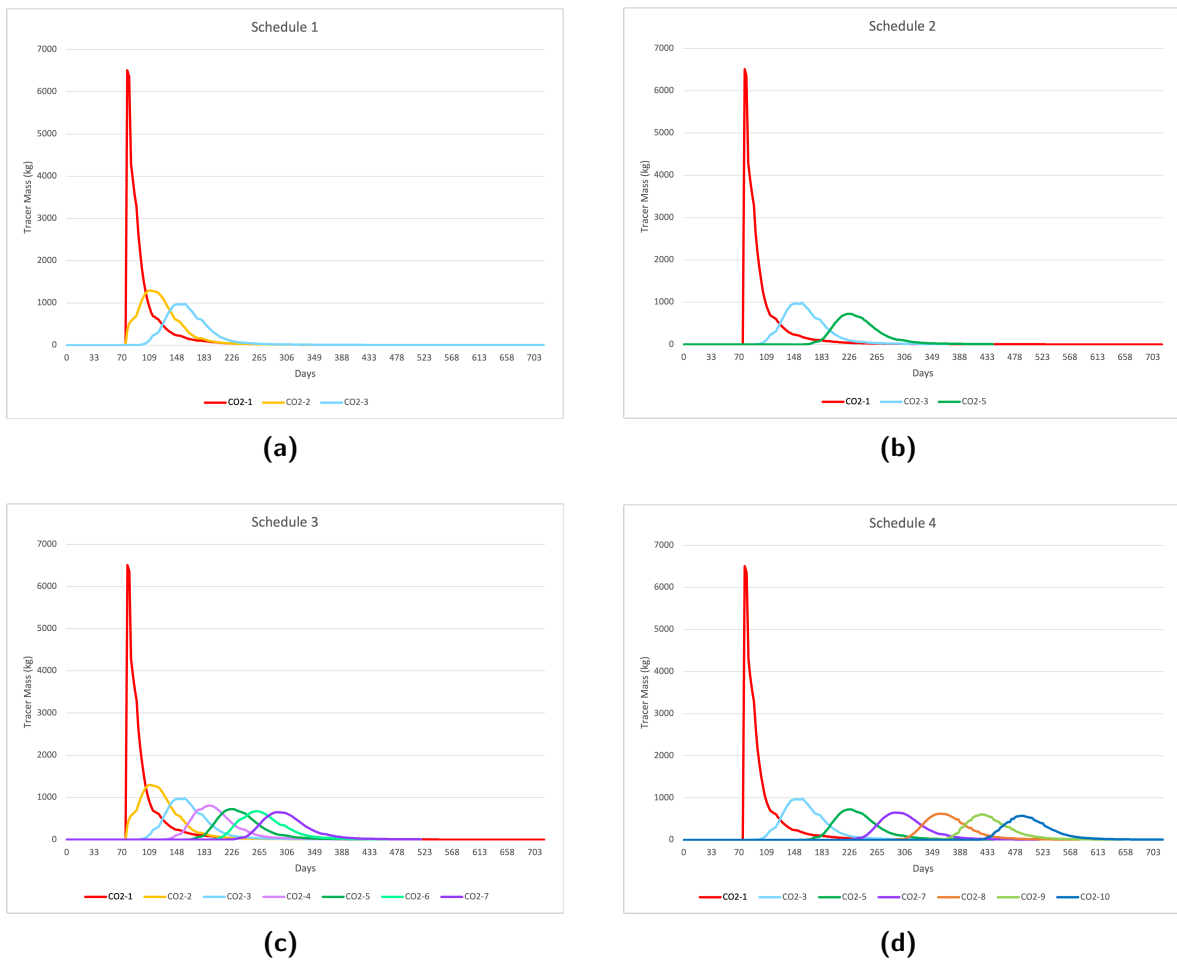 Schedule 1
7000
6000
5000
4000
3000
2000
1000
0
Tracer Mass (kg)
0 33 70 109 148 183 226 265 306 349 388 433 478 523 568 613 658 703
Days
CO2-1 CO2-2 CO2-3
(a)
Schedule 2
7000
6000
5000
4000
3000
2000
1000
0
Tracer Mass (kg)
0 33 70 109 148 183 226 265 306 349 388 433 478 523 568 613 658 703
Days
CO2-1 CO2-3 CO2-5
(b)
Schedule 3
7000
6000
5000
4000
3000
2000
1000
0
Tracer Mass (kg)
0 33 70 109 148 183 226 265 306 349 388 433 478 523 568 613 658 703
Days
CO2-1 CO2-2 CO2-3 CO2-4 CO2-5 CO2-6 CO2-7
(c)
Schedule 4
7000
6000
5000
4000
3000
2000
1000
0
Tracer Mass (kg)
0 33 70 109 148 183 226 265 306 349 388 433 478 523 568 613 658 703
Days
CO2-1 CO2-3 CO2-5 CO2-7 CO2-8 CO2-9 CO2-10
(d)